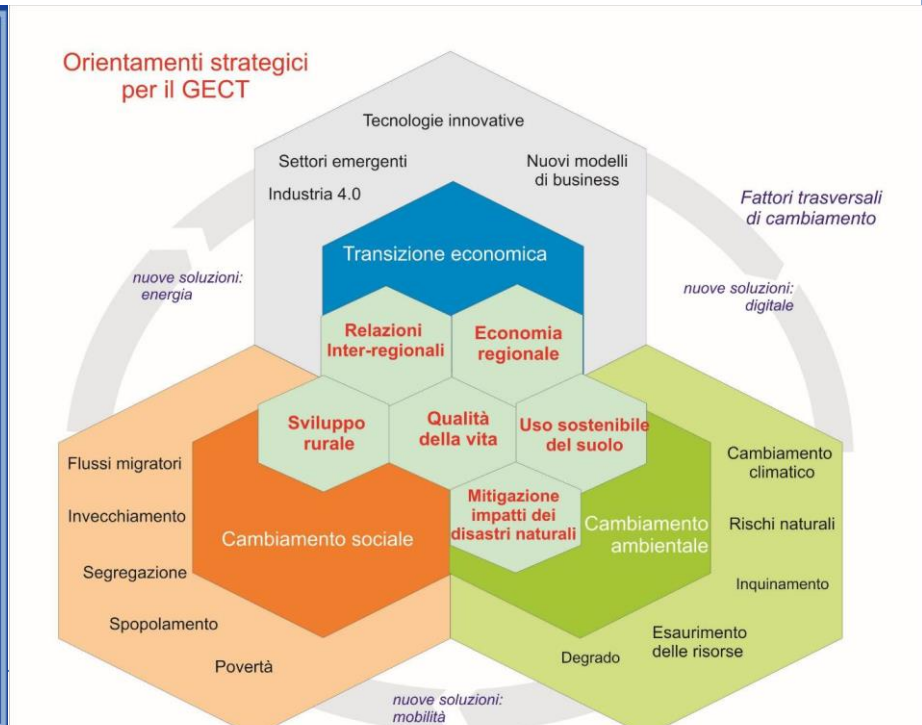 Orientamenti strategici
per il GECT
Tecnologie innovative
Settori emergenti
Industria 4.0
Nuovi modelli
di business
Fattori trasversali
di cambiamento
nuove soluzioni:
energia
Transizione economica
nuove soluzioni:
digitale
Relazioni
Inter-regionali
Economia
regionale
Sviluppo
rurale
Qualità
della vita
Uso sostenibile
del suolo
Mitigazione
impatti dei
disastri naturali
Flussi migratori
Invecchiamento
Segregazione
Spopolamento
Povertà
Cambiamento sociale
Cambiamento
ambientale
Cambiamento
climatico
Rischi naturali
Inquinamento
Esaurimento
delle risorse
Degrado
nuove soluzioni:
mobilità